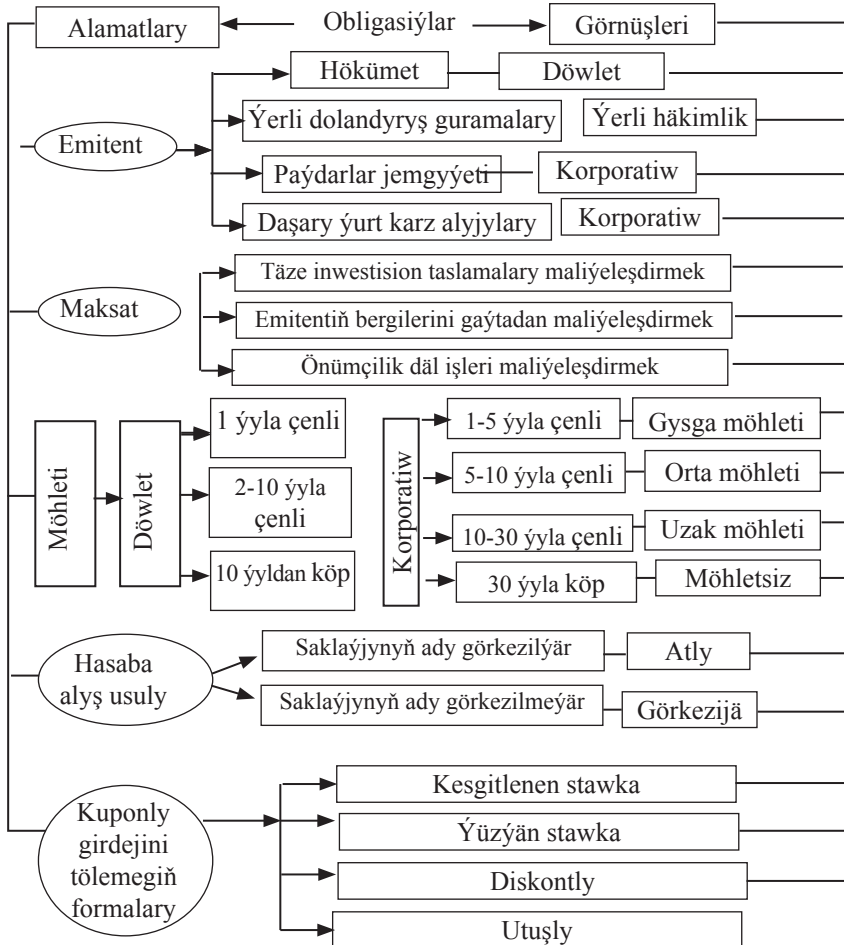 Alamatlary
Obligasiýlar
Görnüşleri
Hökümet
Döwlet
Emitent
Ýerli dolandyryş guramalary
Ýerli häkimlik
Paýdarlar jemgyýeti
Korporatiw
Daşary ýurt karz alyjylary
Korporatiw
Maksat
Täze inwestision taslamalary maliýeleşdirmek
Emitentiň bergilerini gaýtadan maliýeleşdirmek
Önümçilik däl işleri maliýeleşdirmek
Möhleti
Döwlet
1 ýyla çenli
2-10 ýyla
çenli
10 ýyldan köp
Korporatiw
1-5 ýyla çenli
Gysga möhleti
5-10 ýyla çenli
Orta möhleti
10-30 ýyla çenli
Uzak möhleti
30 ýyla köp
Möhletsiz
Hasaba
alyş usuly
Saklaýjynyň ady görkezilýär
Atly
Saklaýjynyň ady görkezilmeýär
Görkezijä
Kuponly
girdejini
tölemegiň
formalary
Kesgitlenen stawka
Ýüzýän stawka
Diskontly
Utuşly